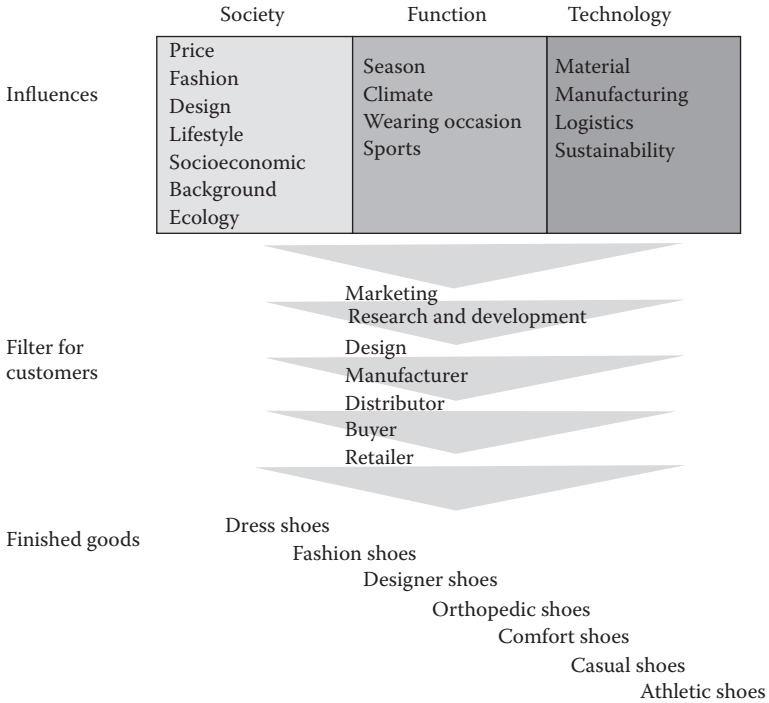 Society
Function
Technology
Influences
Price
Fashion
Design
Lifestyle
Socioeconomic
Background
Ecology
Season
Climate
Wearing occasion
Sports
Material
Manufacturing
Logistics
Sustainability
Filter for
customers
Marketing
Research and development
Design
Manufacturer
Distributor
Buyer
Retailer
Finished goods
Dress shoes
Fashion shoes
Designer shoes
Orthopedic shoes
Comfort shoes
Casual shoes
Athletic shoes